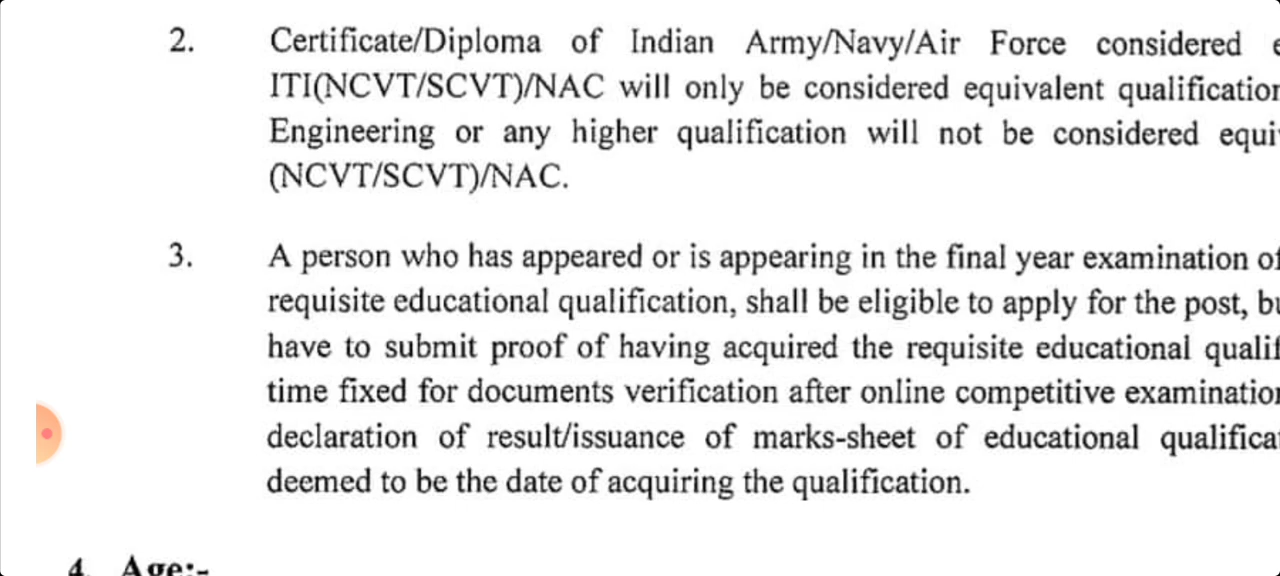 2. Certificate/Diploma of Indian Army/Navy/Air Force considered
ITI(NCVT/SCVT)/NAC will only be considered equivalent
Engineering or any higher qualification will not be considered
(NCVT/SCVT)/NAC.
3. A person who has appeared or is appearing in the final year examination
requisite educational qualification, shall be eligible to apply for the post,
have to submit proof of having acquired the requisite educational
time fixed for documents verification after online competitive
declaration of result/issuance of marks-sheet of educational
deemed to be the date of acquiring the qualification.
4. Age:-